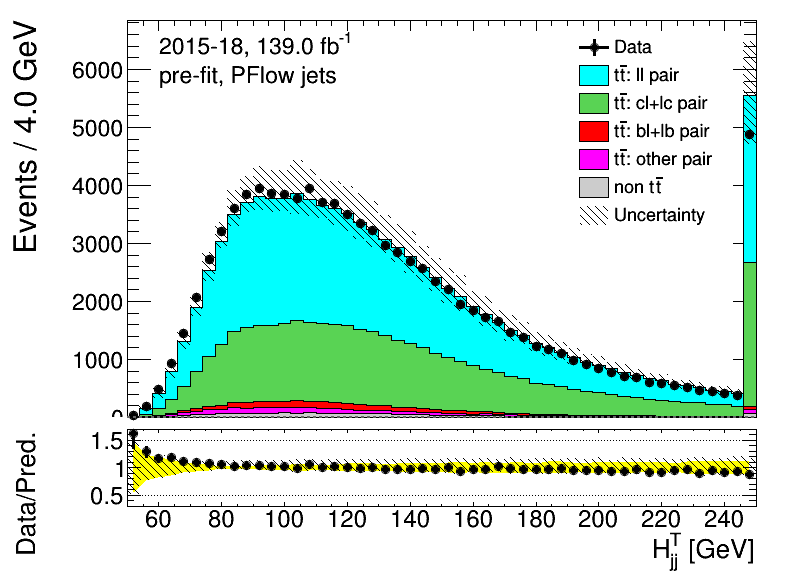 2015-18, 139.0 fb⁻¹
pre-fit, PFlow jets
Data
tt̄: ll pair
tt̄: cl+lc pair
tt̄: bl+lb pair
tt̄: other pair
non tt̄
Uncertainty
Events / 4.0 GeV
6000
5000
4000
3000
2000
1000
0
Data/Pred.
1.5
1
0.5
60 80 100 120 140 160 180 200 220 240
H^T_jj [GeV]